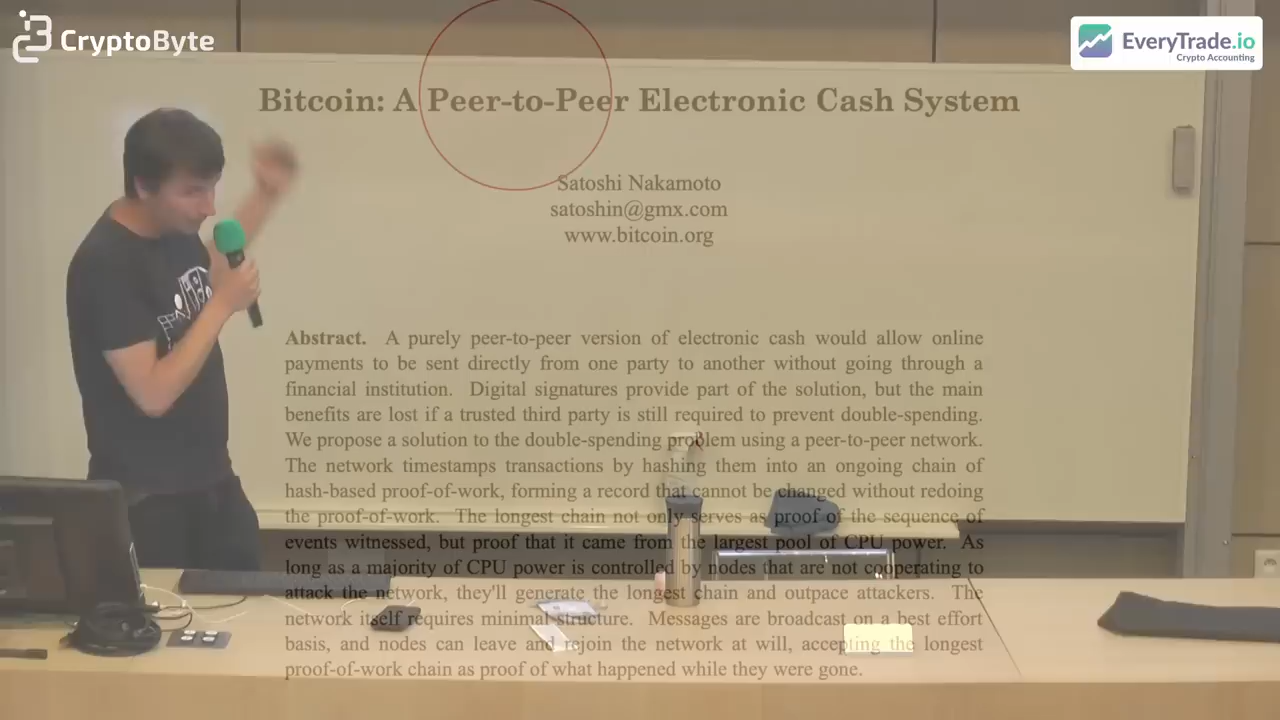 CryptoByte
EveryTrade.io
Crypto Accounting
Bitcoin: A Peer-to-Peer Electronic Cash System
Satoshi Nakamoto
satoshin@gmx.com
www.bitcoin.org
Abstract. A purely peer-to-peer version of electronic cash would allow online
payments to be sent directly from one party to another without going through a
financial institution. Digital signatures provide part of the solution, but the main
benefits are lost if a trusted third party is still required to prevent double-spending.
We propose a solution to the double-spending problem using a peer-to-peer network.
The network timestamps transactions by hashing them into an ongoing chain of
hash-based proof-of-work, forming a record that cannot be changed without redoing
the proof-of-work. The longest chain not only serves as proof of the sequence of
events witnessed, but proof that it came from the largest pool of CPU power. As
long as a majority of CPU power is controlled by nodes that are not cooperating to
attack the network, they'll generate the longest chain and outpace attackers. The
network itself requires minimal structure. Messages are broadcast on a best effort
basis, and nodes can leave and rejoin the network at will, accepting the longest
proof-of-work chain as proof of what happened while they were gone.